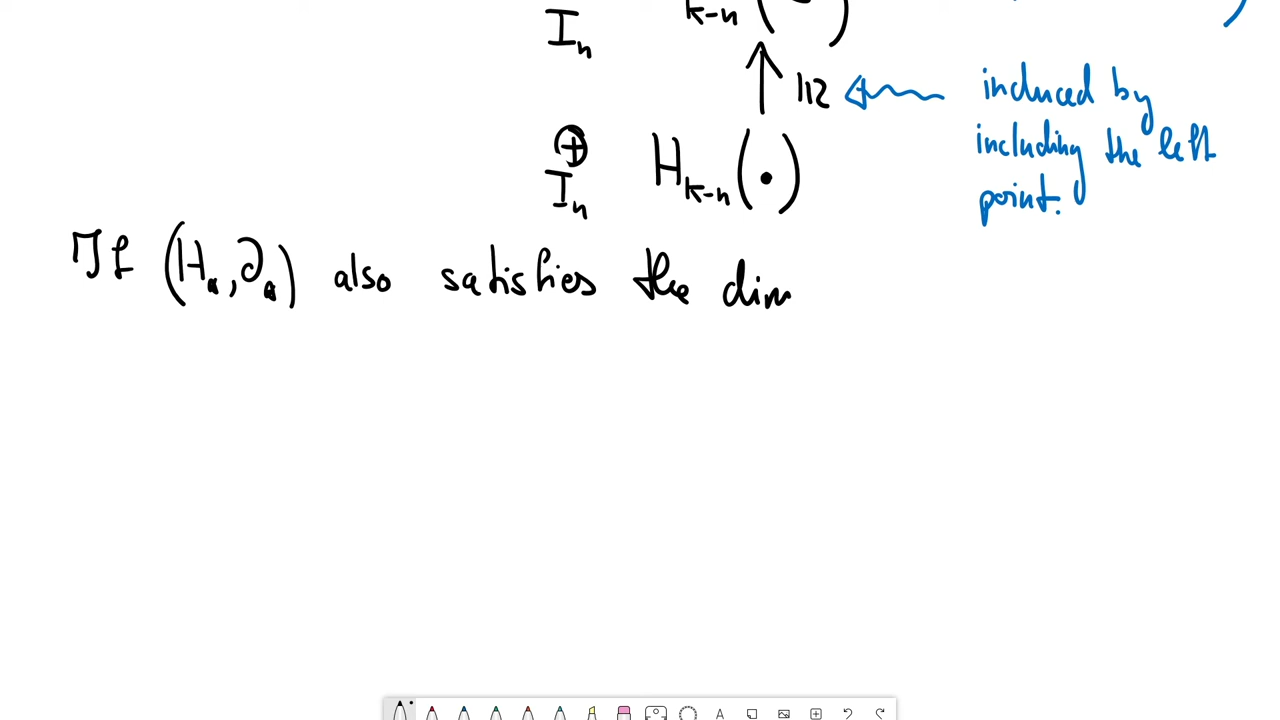 I_n
k-n ( )
≅
induced by
including the left
point.
⊕
I_n
H_{k-n}(•)
If (H_*, ∂_*) also satisfies the dim